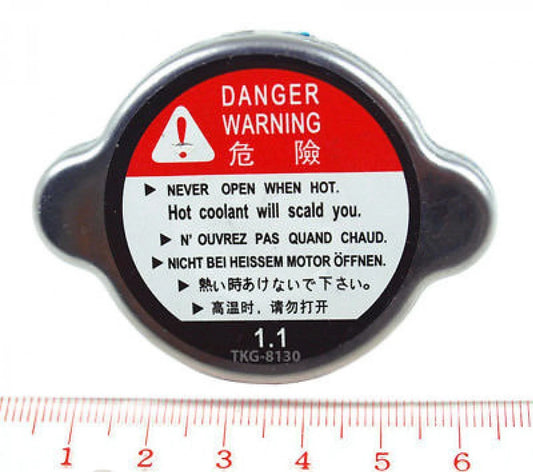 DANGER
WARNING
危 險
▶ NEVER OPEN WHEN HOT.
Hot coolant will scald you.
▶ N' OUVREZ PAS QUAND CHAUD.
▶ NICHT BEI HEISSEM MOTOR ÖFFNEN.
▶ 熱い時あけないで下さい。
▶ 高温时，请勿打开
1.1
TKG-8130
1 2 3 4 5 6